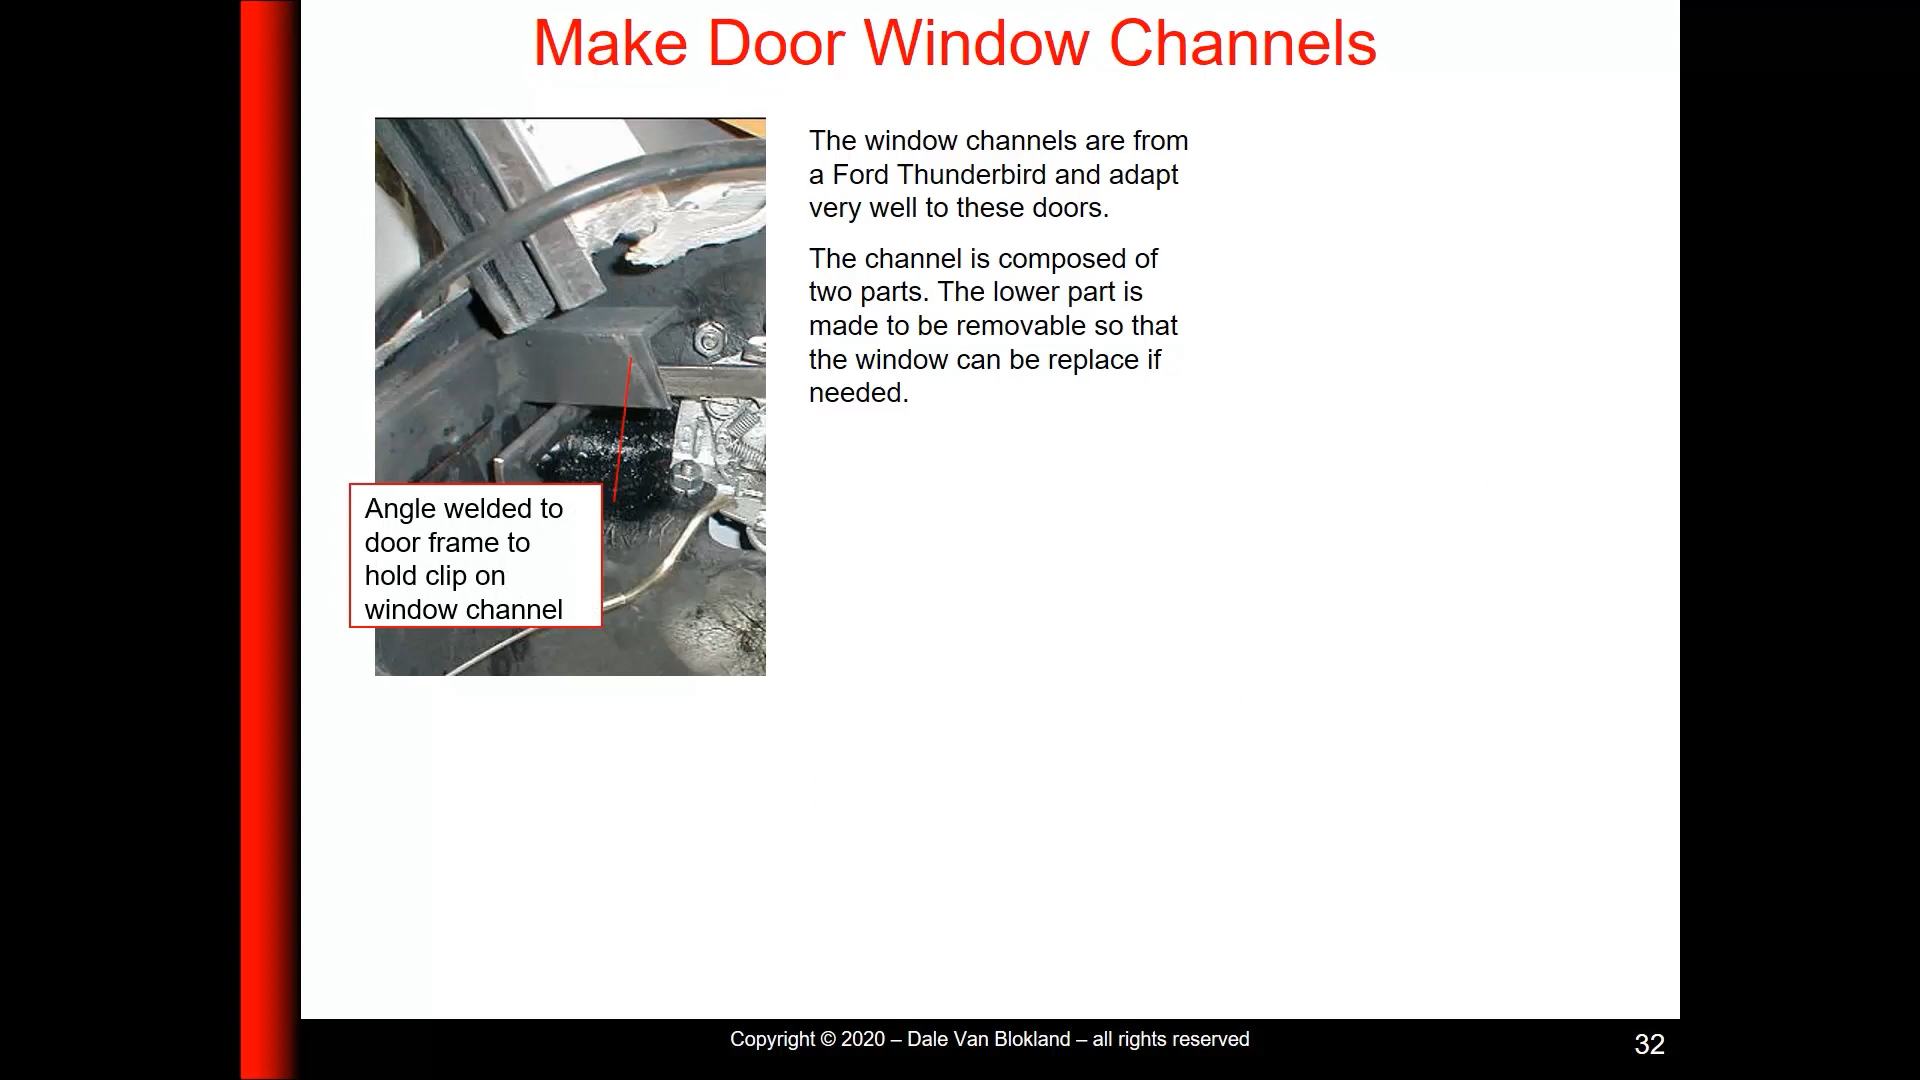 Make Door Window Channels
The window channels are from
a Ford Thunderbird and adapt
very well to these doors.
The channel is composed of
two parts. The lower part is
made to be removable so that
the window can be replace if
needed.
Angle welded to
door frame to
hold clip on
window channel
Copyright © 2020 – Dale Van Blokland – all rights reserved
32